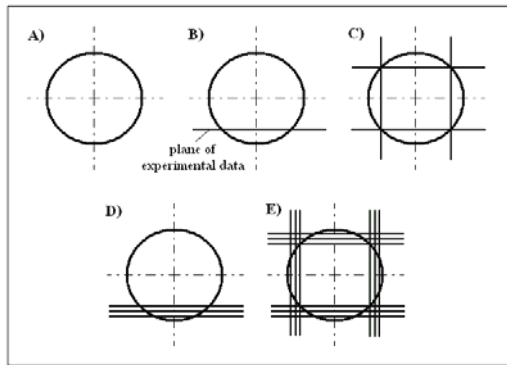 A)
B)
C)
plane of
experimental data
D)
E)